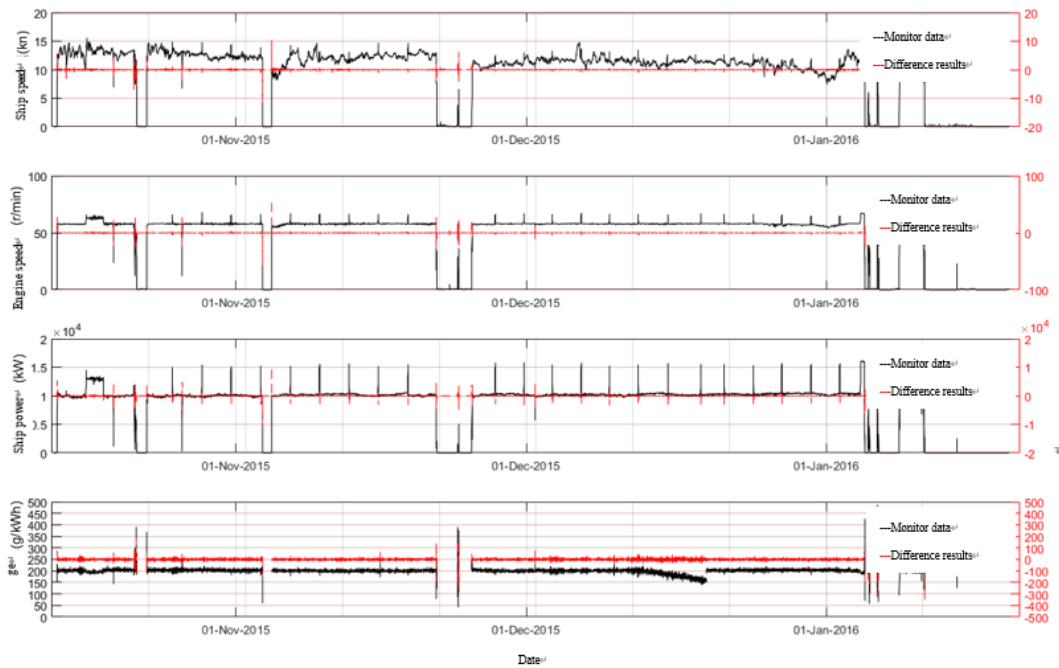 20 20
15 10
10 0
5 -10
0 -20
Ship speed (kn)
---Monitor data
---Difference results
01-Nov-2015 01-Dec-2015 01-Jan-2016
100 100
50 0
0 -100
Engine speed (r/min)
---Monitor data
---Difference results
01-Nov-2015 01-Dec-2015 01-Jan-2016
×10⁴ ×10⁴
2 2
1.5 1
1 0
0.5 -1
0 -2
Ship power (kW)
---Monitor data
---Difference results
01-Nov-2015 01-Dec-2015 01-Jan-2016
500 500
450 400
400 300
350 200
300 100
250 0
200 -100
150 -200
100 -300
50 -400
0 -500
ge (g/kWh)
---Monitor data
---Difference results
01-Nov-2015 01-Dec-2015 01-Jan-2016
Date